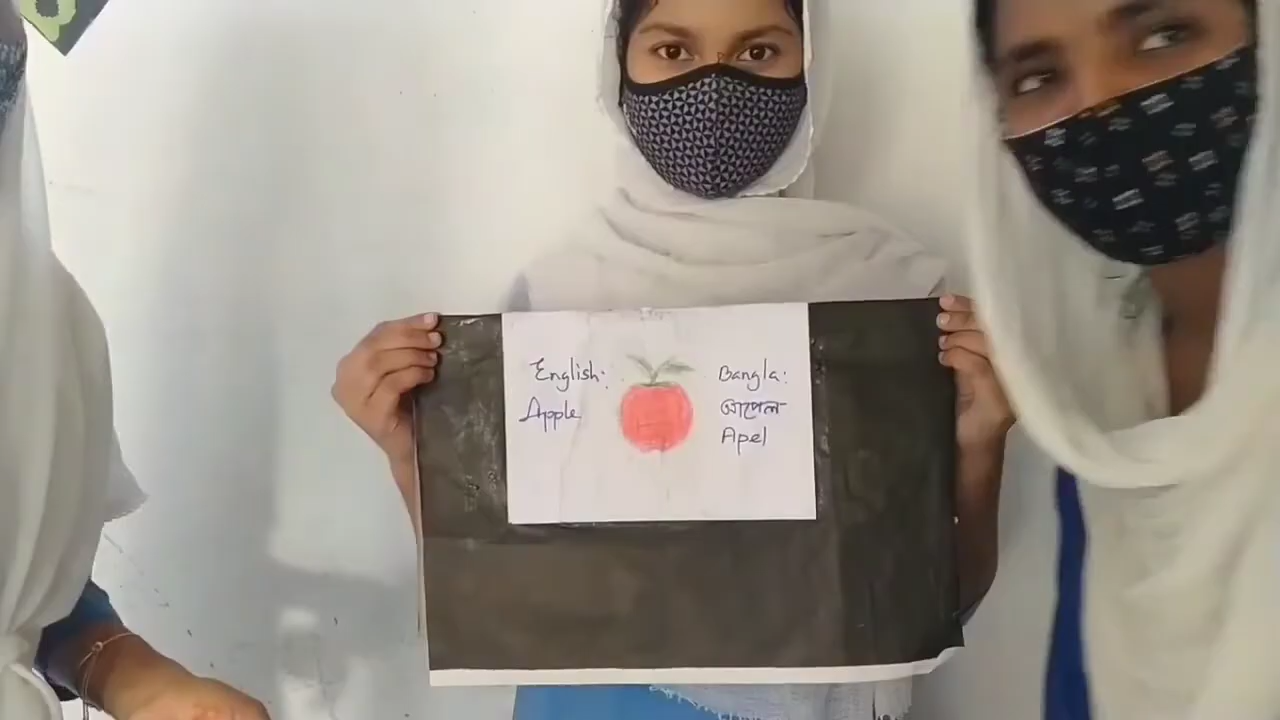 English:
Apple
Bangla:
আপেল
Apel